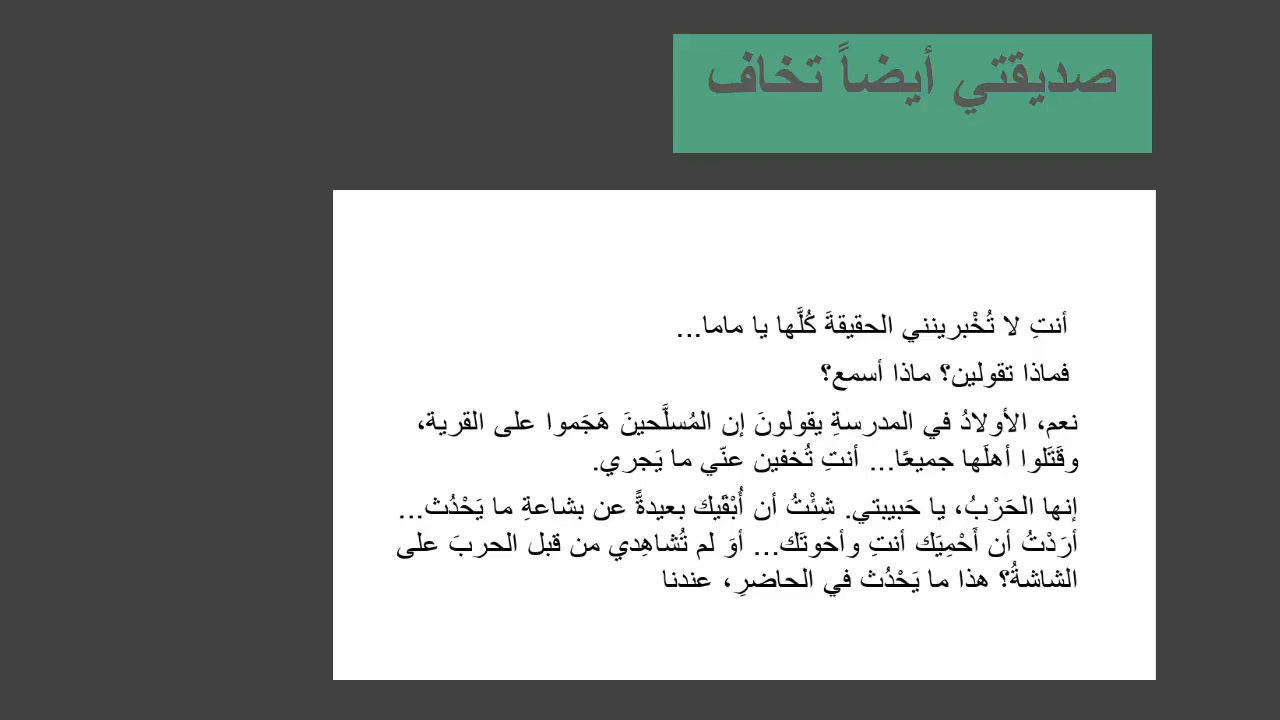 صديقتي أيضاً تخاف
أنتِ لا تُخْبرينني الحقيقةَ كُلَّها يا ماما...
فماذا تقولين؟ ماذا أسمع؟
نعم، الأولادُ في المدرسةِ يقولونَ إن المُسلَّحينَ هَجَموا على القرية،
وقَتَلوا أهلَها جميعًا... أنتِ تُخفين عنّي ما يَجري.
إنها الحَرْبُ، يا حَبيبتي. شِئْتُ أن أُبْقَيك بعيدةً عن بشاعةِ ما يَحْدُث...
أرَدْتُ أن أَحْمِيَك أنتِ وأخوتَك... أوَ لم تُشاهِدي من قبل الحربَ على
الشاشةُ؟ هذا ما يَحْدُث في الحاضرِ، عندنا